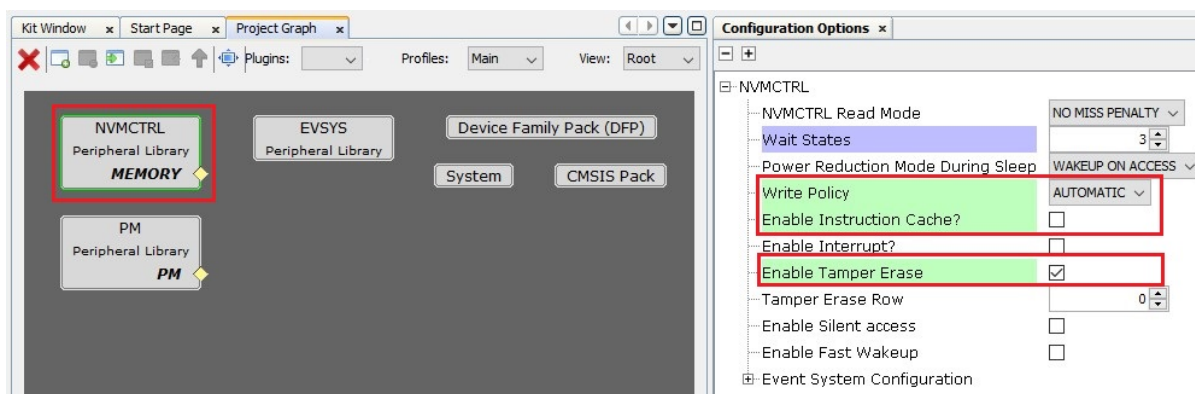 Kit Window x Start Page x Project Graph x
Plugins: Profiles: Main View: Root
NVMCTRL
Peripheral Library
MEMORY
EVSYS
Peripheral Library
Device Family Pack (DFP)
System
CMSIS Pack
PM
Peripheral Library
PM
Configuration Options x
NVMCTRL
NVMCTRL Read Mode NO MISS PENALTY
Wait States 3
Power Reduction Mode During Sleep WAKEUP ON ACCESS
Write Policy AUTOMATIC
Enable Instruction Cache?
Enable Interrupt?
Enable Tamper Erase
Tamper Erase Row 0
Enable Silent access
Enable Fast Wakeup
Event System Configuration